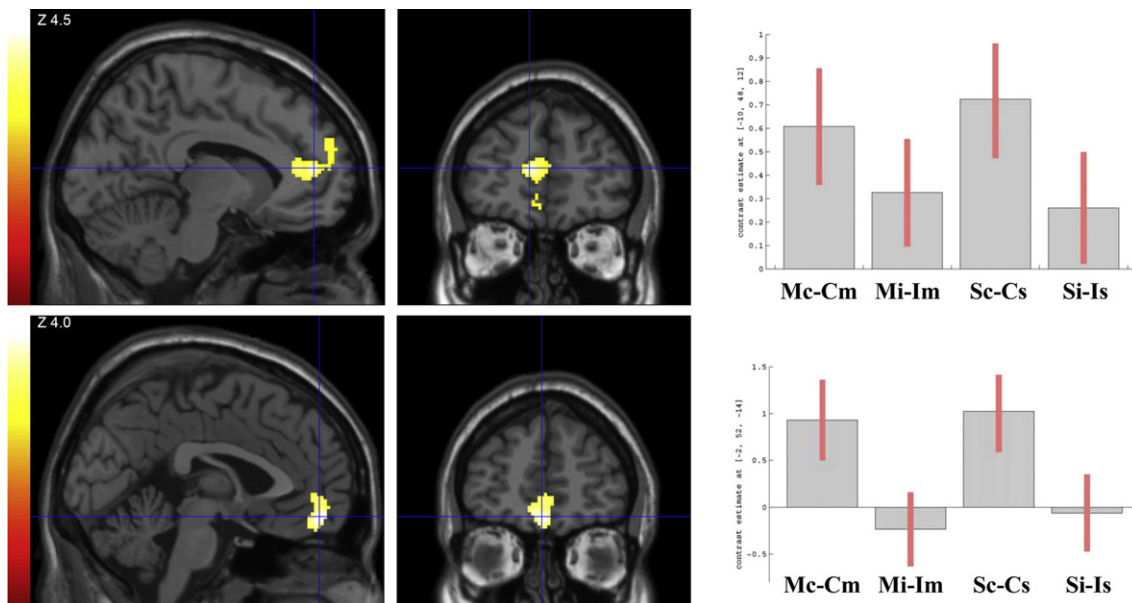 Z 4.5
contrast estimate at [-10, 48, 12]
1
0.9
0.8
0.7
0.6
0.5
0.4
0.3
0.2
0.1
0
Mc-Cm Mi-Im Sc-Cs Si-Is
Z 4.0
contrast estimate at [-2, 52, -14]
1.5
1
0.5
0
-0.5
Mc-Cm Mi-Im Sc-Cs Si-Is